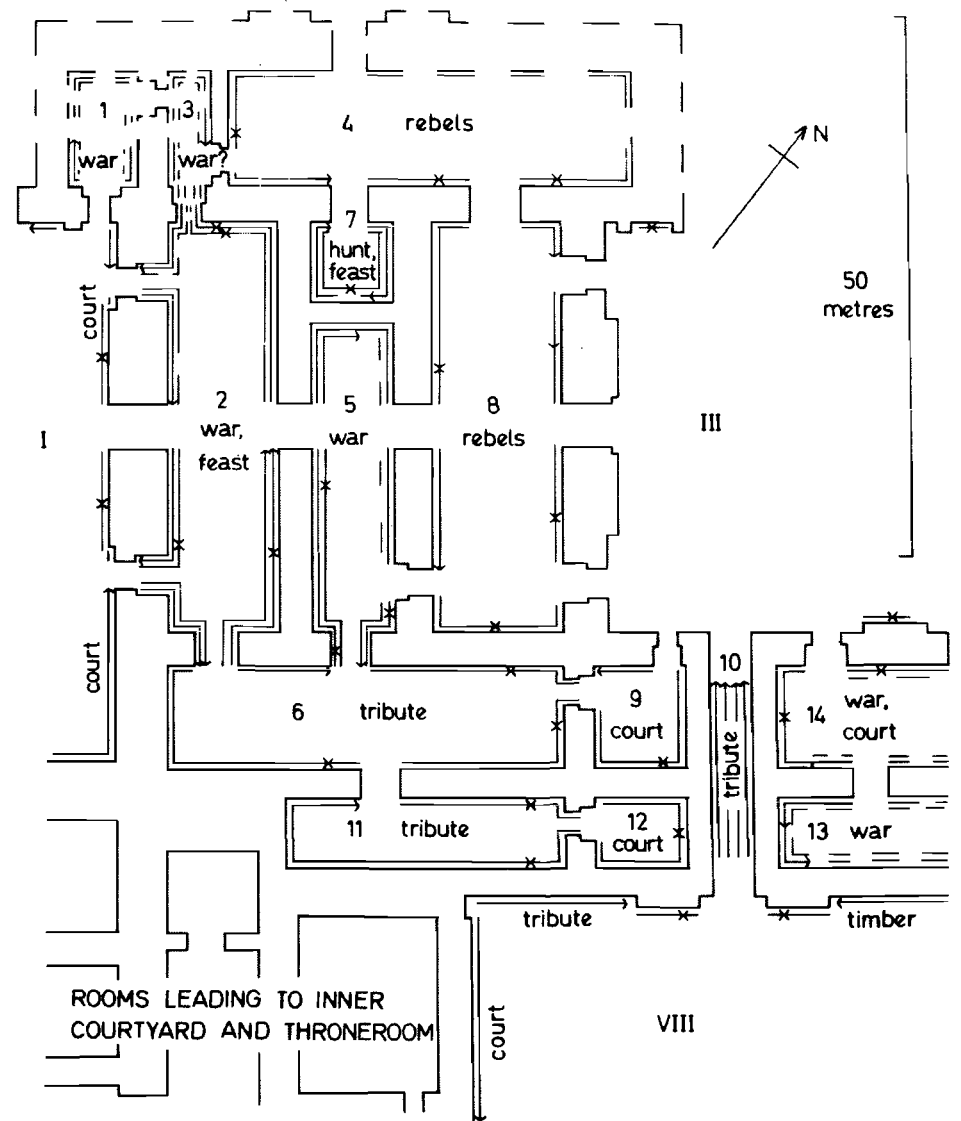 1
war
3
war?
4 rebels
N
7
hunt,
feast
50
metres
court
2
war,
feast
5
war
8
rebels
I
III
court
6 tribute
9
court
10
tribute
14 war,
court
11 tribute
12
court
13 war
tribute
timber
court
VIII
ROOMS LEADING TO INNER
COURTYARD AND THRONEROOM